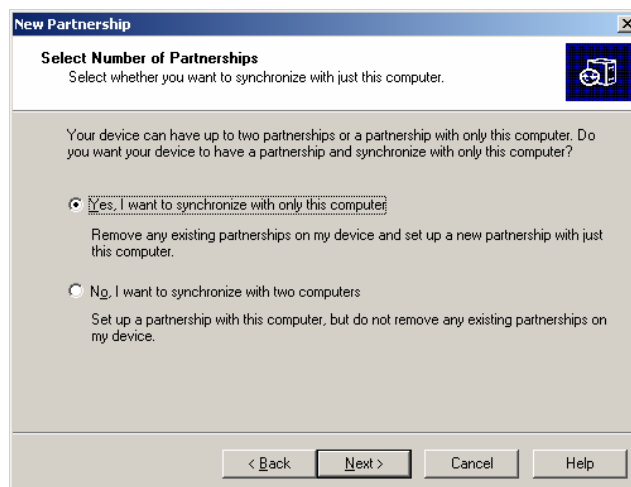 New Partnership
Select Number of Partnerships
Select whether you want to synchronize with just this computer.
Your device can have up to two partnerships or a partnership with only this computer. Do
you want your device to have a partnership and synchronize with only this computer?
Yes, I want to synchronize with only this computer
Remove any existing partnerships on my device and set up a new partnership with just
this computer.
No, I want to synchronize with two computers
Set up a partnership with this computer, but do not remove any existing partnerships on
my device.
< Back Next > Cancel Help